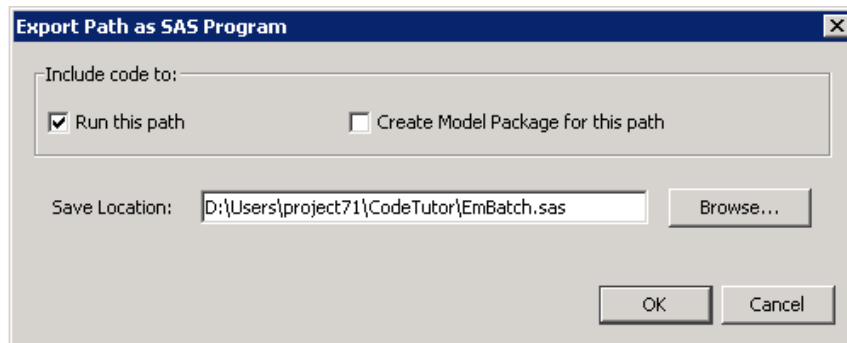 Export Path as SAS Program
Include code to:
Run this path
Create Model Package for this path
Save Location:
D:\Users\project71\CodeTutor\EmBatch.sas
Browse...
OK
Cancel